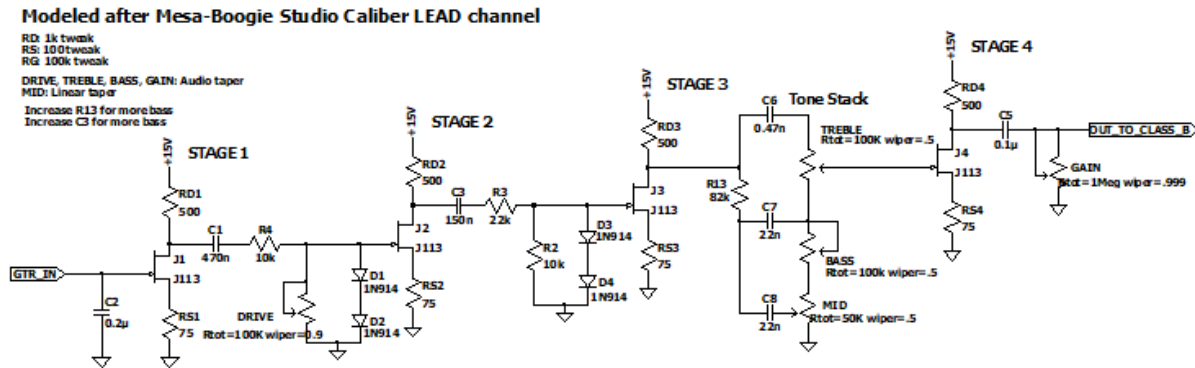 Modeled after Mesa-Boogie Studio Caliber LEAD channel
RD: 1k tweak
RS: 100 tweak
RG: 100k tweak
DRIVE, TREBLE, BASS, GAIN: Audio taper
MID: Linear taper
Increase R13 for more bass
Increase C3 for more bass
STAGE 1
+15V
RD1
500
C1
470n
R4
10k
J1
J113
GTR_IN
C2
0.2µ
RS1
75
DRIVE
Rtot=100K wiper=0.9
D1
1N914
D2
1N914
STAGE 2
+15V
RD2
500
C3
150n
R3
22k
J2
J113
RS2
75
R2
10k
D3
1N914
D4
1N914
STAGE 3
+15V
RD3
500
J3
J113
RS3
75
Tone Stack
C6
0.47n
TREBLE
Rtot=100K wiper=.5
R13
82k
C7
22n
BASS
Rtot=100k wiper=.5
C8
22n
MID
Rtot=50K wiper=.5
STAGE 4
+15V
RD4
500
C5
0.1µ
J4
J113
RS4
75
OUT_TO_CLASS_B
GAIN
Rtot=1Meg wiper=.999